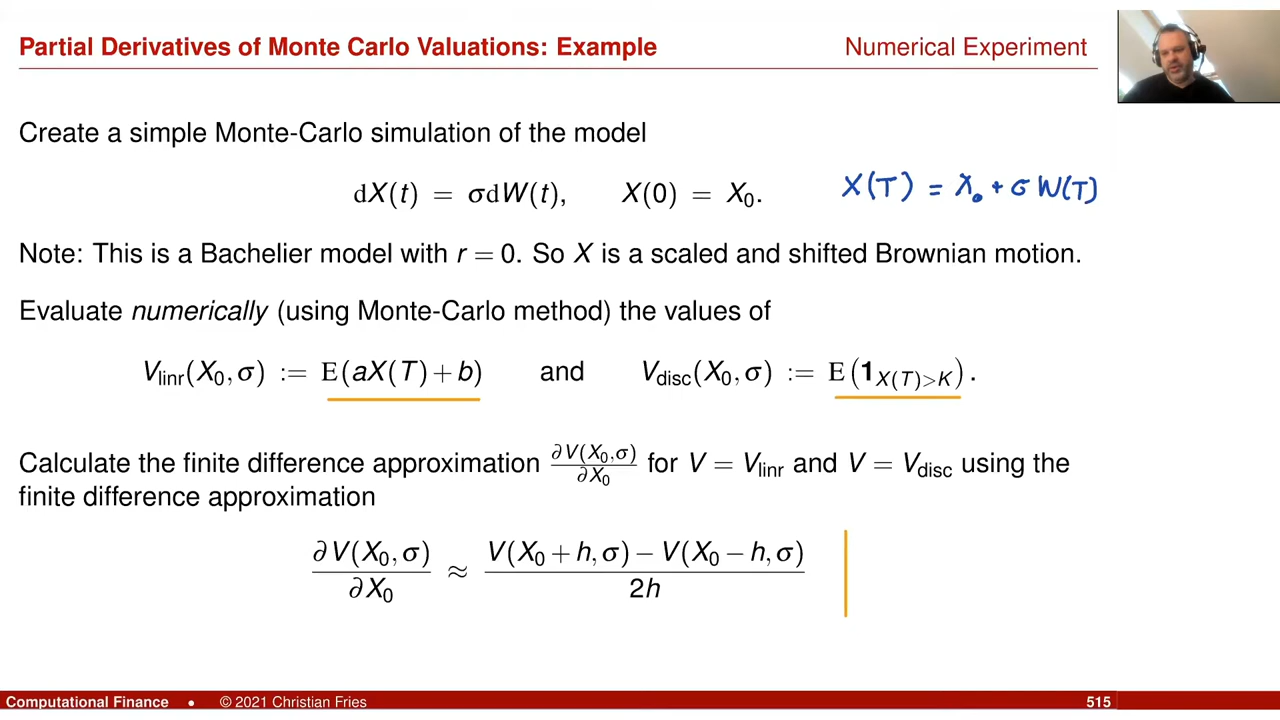 Partial Derivatives of Monte Carlo Valuations: Example Numerical Experiment
Create a simple Monte-Carlo simulation of the model
dX(t) = σdW(t), X(0) = X₀. X(T) = X₀ + σ W(T)
Note: This is a Bachelier model with r = 0. So X is a scaled and shifted Brownian motion.
Evaluate numerically (using Monte-Carlo method) the values of
V_linr(X₀, σ) := E(aX(T) + b) and V_disc(X₀, σ) := E(𝟏_{X(T)>K}).
Calculate the finite difference approximation ∂V(X₀,σ)/∂X₀ for V = V_linr and V = V_disc using the
finite difference approximation
∂V(X₀, σ)/∂X₀ ≈ (V(X₀ + h, σ) − V(X₀ − h, σ))/2h
Computational Finance • © 2021 Christian Fries 515